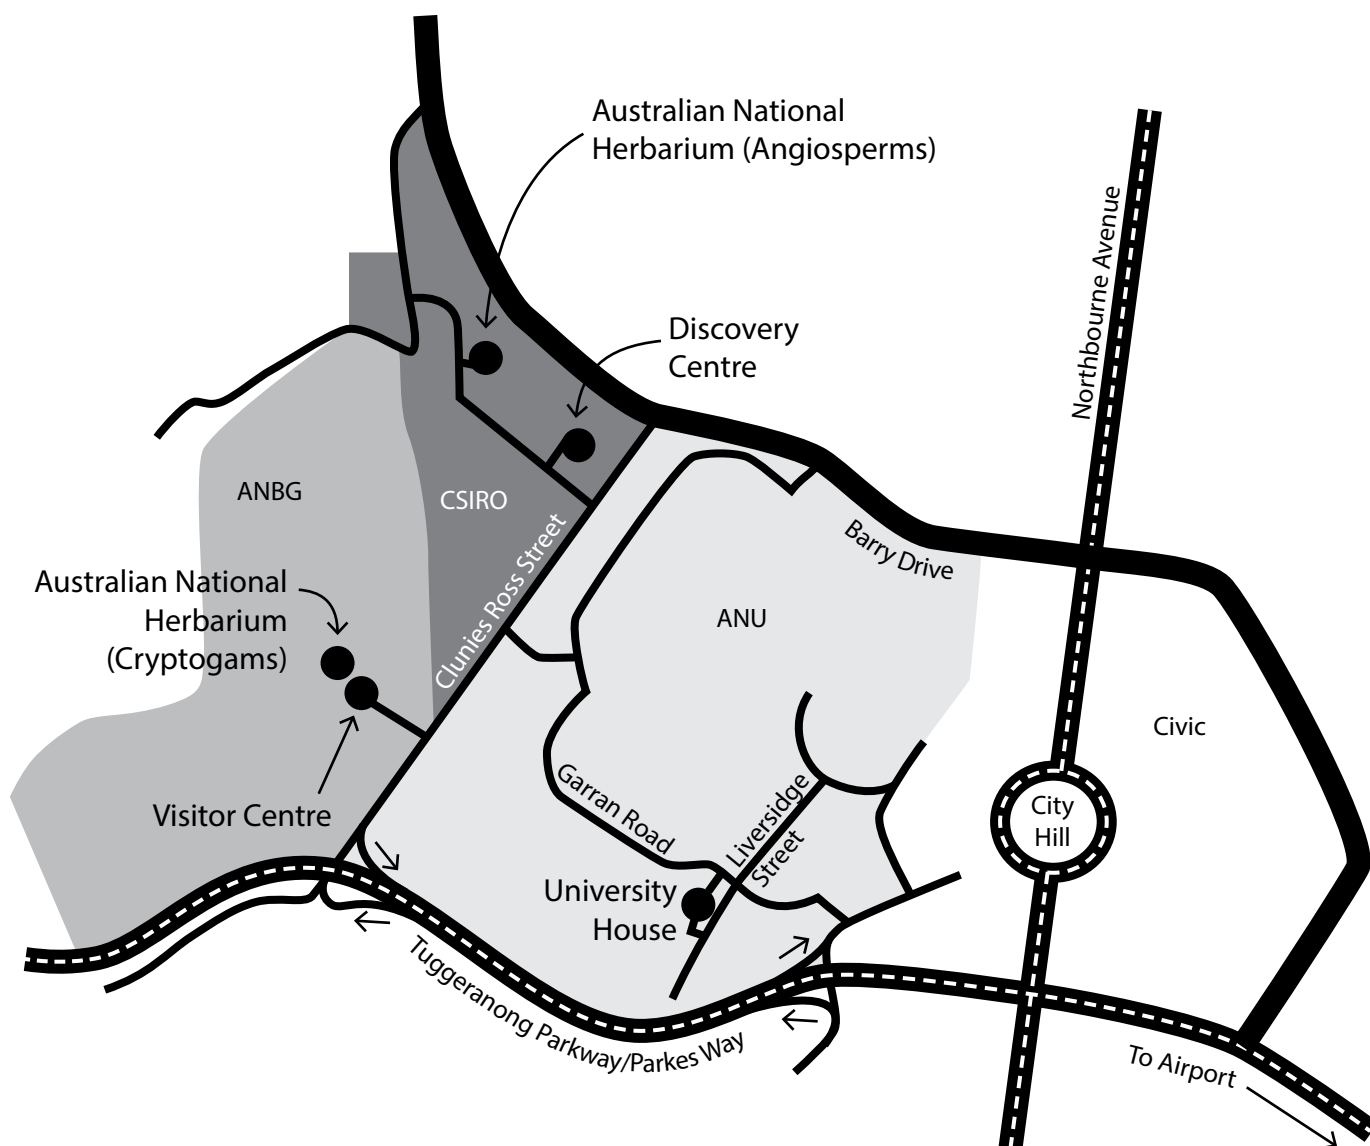 Australian National
Herbarium (Angiosperms)
Northbourne Avenue
Discovery
Centre
ANBG
CSIRO
Clunies Ross Street
Barry Drive
Australian National
Herbarium
(Cryptogams)
ANU
Civic
Visitor Centre
Garran Road
Liversidge
Street
City
Hill
University
House
Tuggeranong Parkway/Parkes Way
To Airport